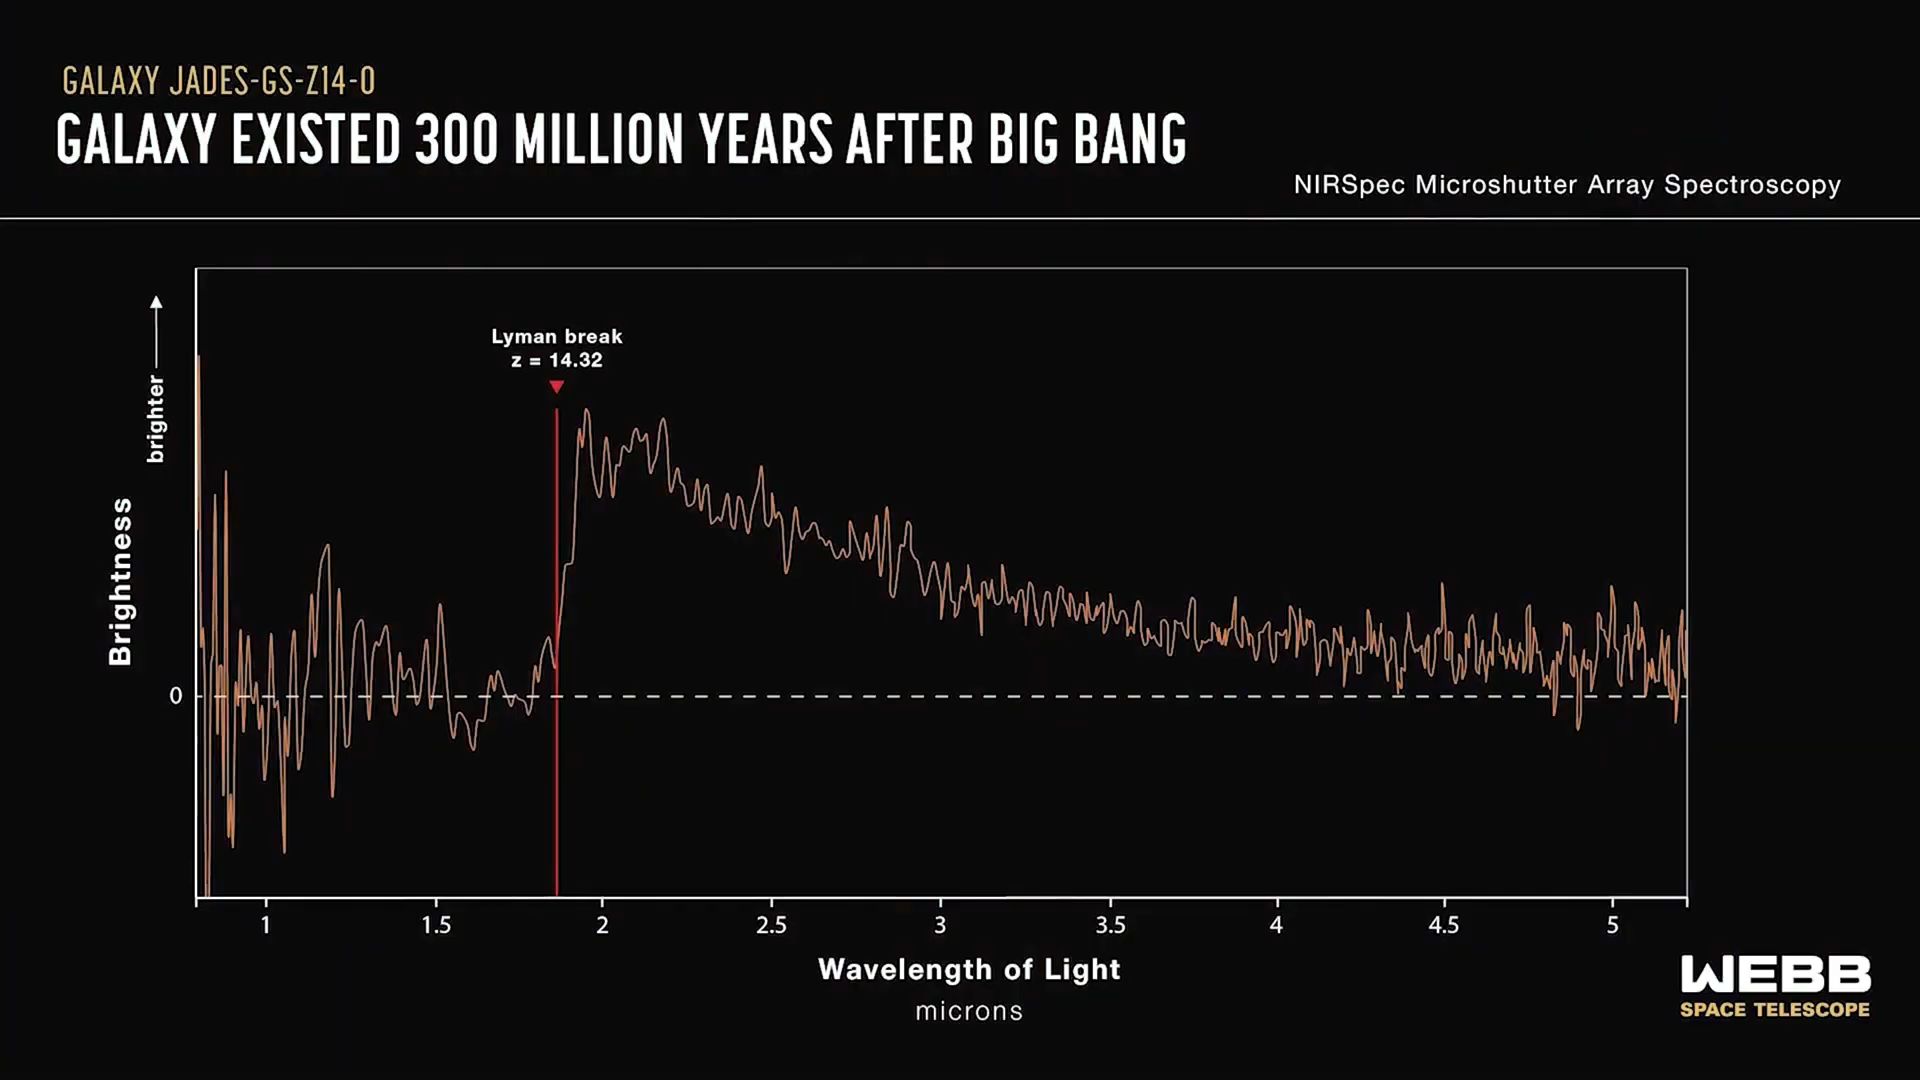 GALAXY JADES-GS-Z14-0
GALAXY EXISTED 300 MILLION YEARS AFTER BIG BANG
NIRSpec Microshutter Array Spectroscopy
Lyman break
z = 14.32
brighter
Brightness
0
1 1.5 2 2.5 3 3.5 4 4.5 5
Wavelength of Light
microns
WEBB
SPACE TELESCOPE